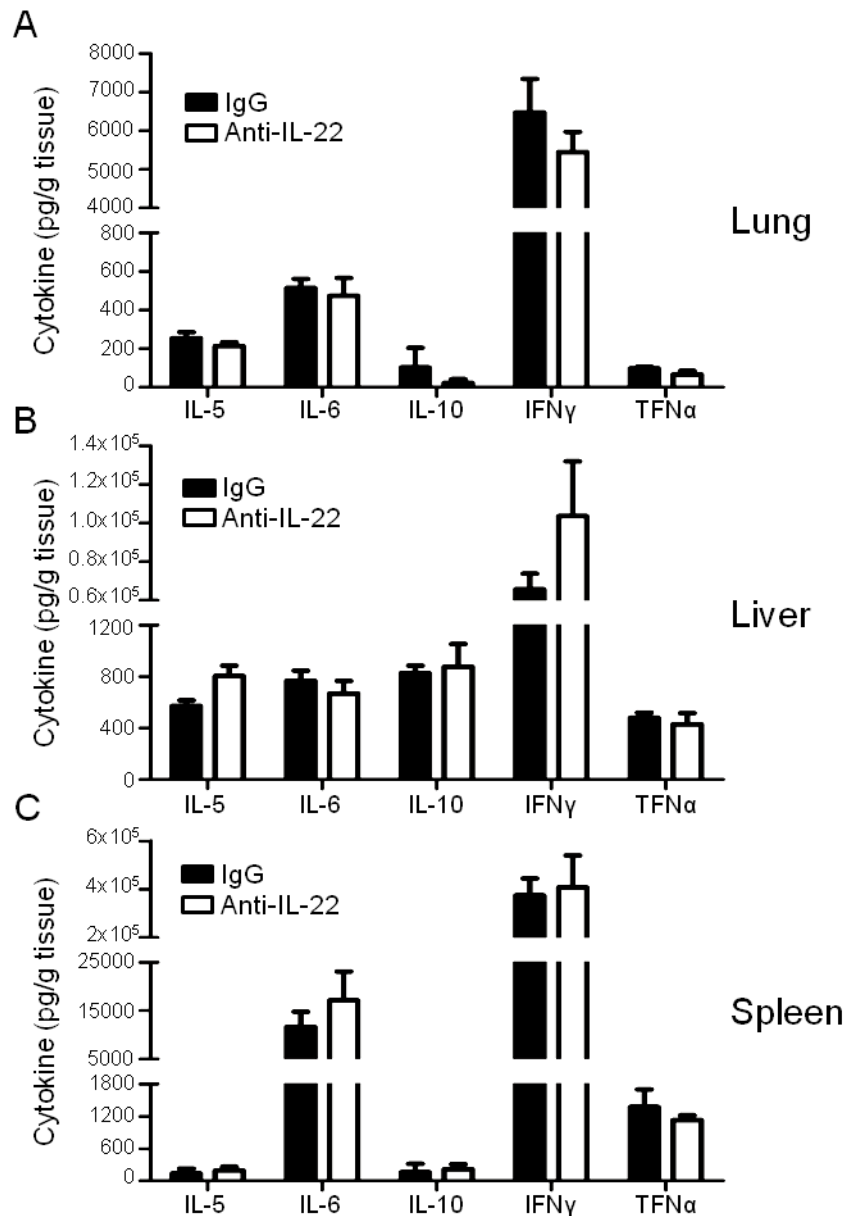 A
Cytokine (pg/g tissue)
8000
7000
6000
5000
4000
800
600
400
200
0
IgG
Anti-IL-22
IL-5 IL-6 IL-10 IFNγ TFNα
Lung
B
Cytokine (pg/g tissue)
1.4x10⁵
1.2x10⁵
1.0x10⁵
0.8x10⁵
0.6x10⁵
1200
800
400
0
IgG
Anti-IL-22
IL-5 IL-6 IL-10 IFNγ TFNα
Liver
C
Cytokine (pg/g tissue)
6x10⁵
4x10⁵
2x10⁵
25000
15000
5000
1800
1200
600
0
IgG
Anti-IL-22
IL-5 IL-6 IL-10 IFNγ TFNα
Spleen